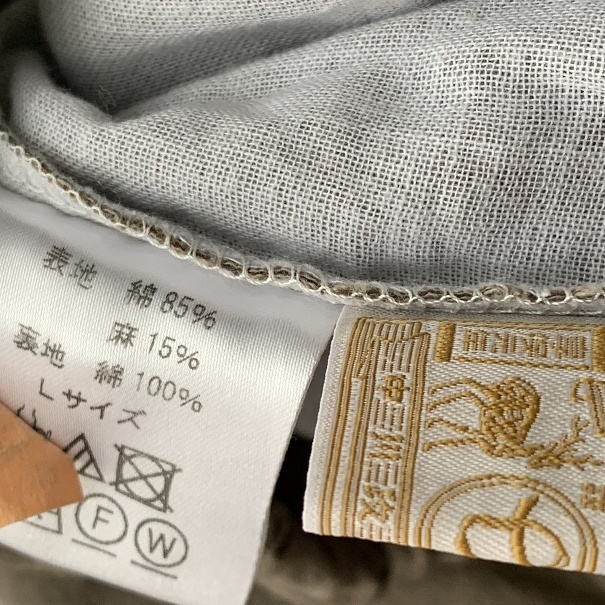 表地 綿 85%
麻 15%
裏地 綿 100%
Lサイズ
F
W